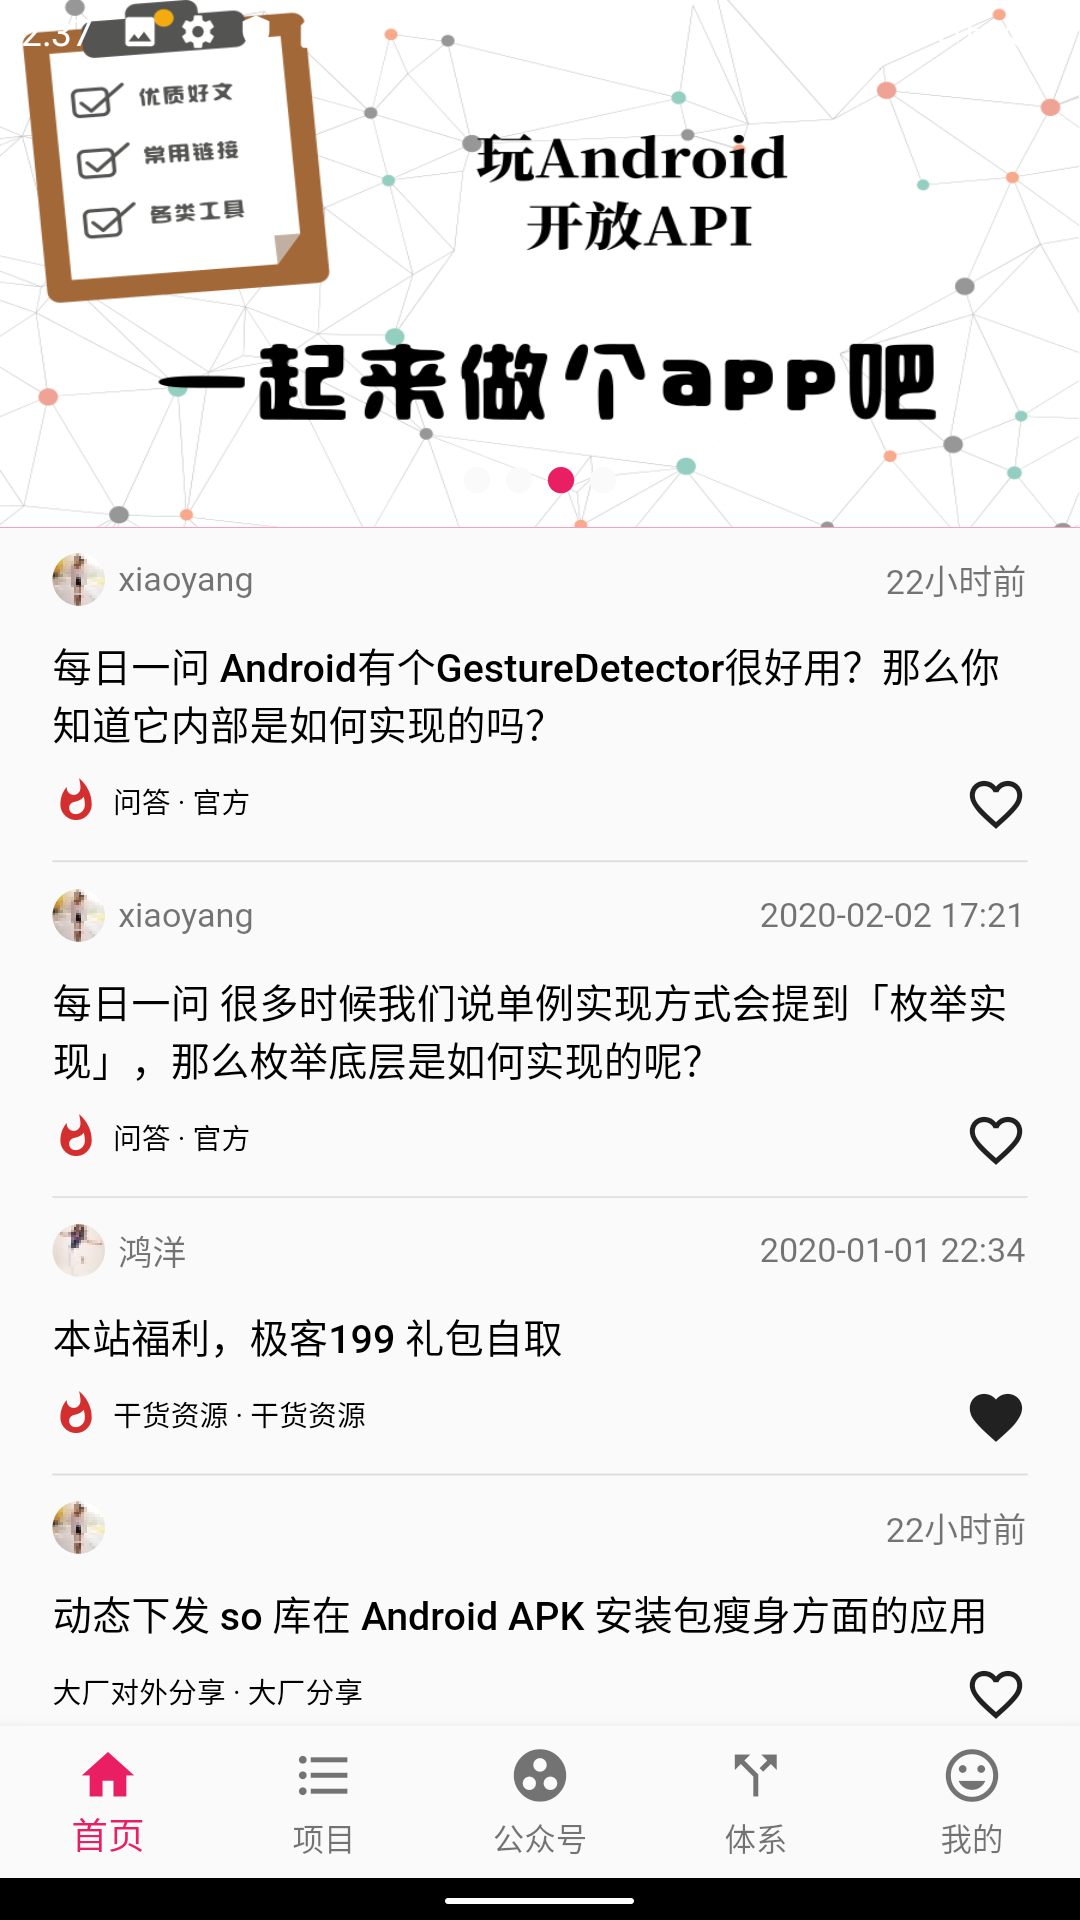 2:37
优质好文
常用链接
各类工具
玩Android
开放API
一起来做个app吧
xiaoyang
22小时前
每日一问 Android有个GestureDetector很好用？那么你
知道它内部是如何实现的吗？
问答 · 官方
xiaoyang
2020-02-02 17:21
每日一问 很多时候我们说单例实现方式会提到「枚举实
现」，那么枚举底层是如何实现的呢？
问答 · 官方
鸿洋
2020-01-01 22:34
本站福利，极客199 礼包自取
干货资源 · 干货资源
22小时前
动态下发 so 库在 Android APK 安装包瘦身方面的应用
大厂对外分享 · 大厂分享
首页
项目
公众号
体系
我的